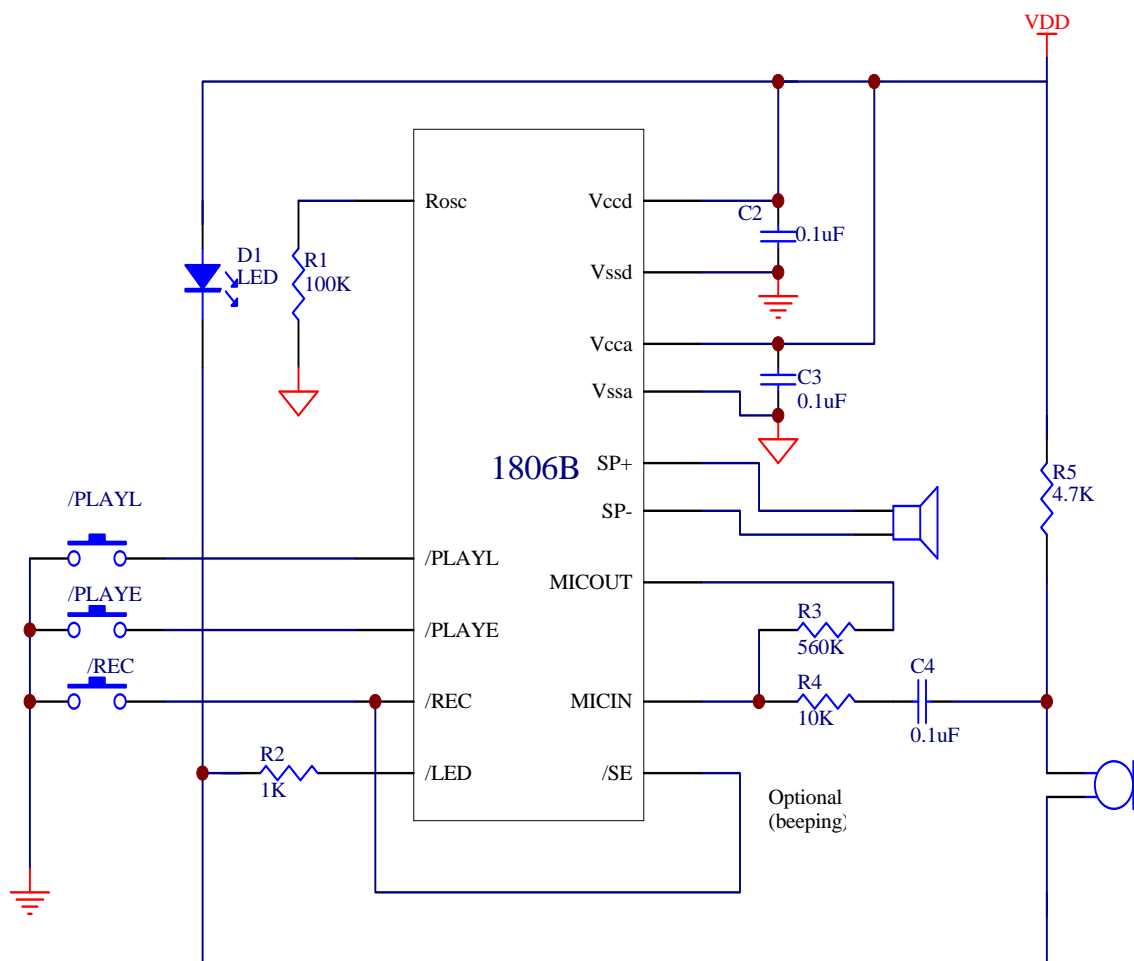 VDD
Rosc
Vccd
C2
0.1uF
D1
LED
R1
100K
Vssd
Vcca
C3
0.1uF
Vssa
1806B
SP+
R5
4.7K
/PLAYL
SP-
/PLAYL
MICOUT
/PLAYE
/PLAYE
R3
560K
/REC
/REC
MICIN
R4
10K
C4
0.1uF
R2
1K
/LED
/SE
Optional
(beeping)